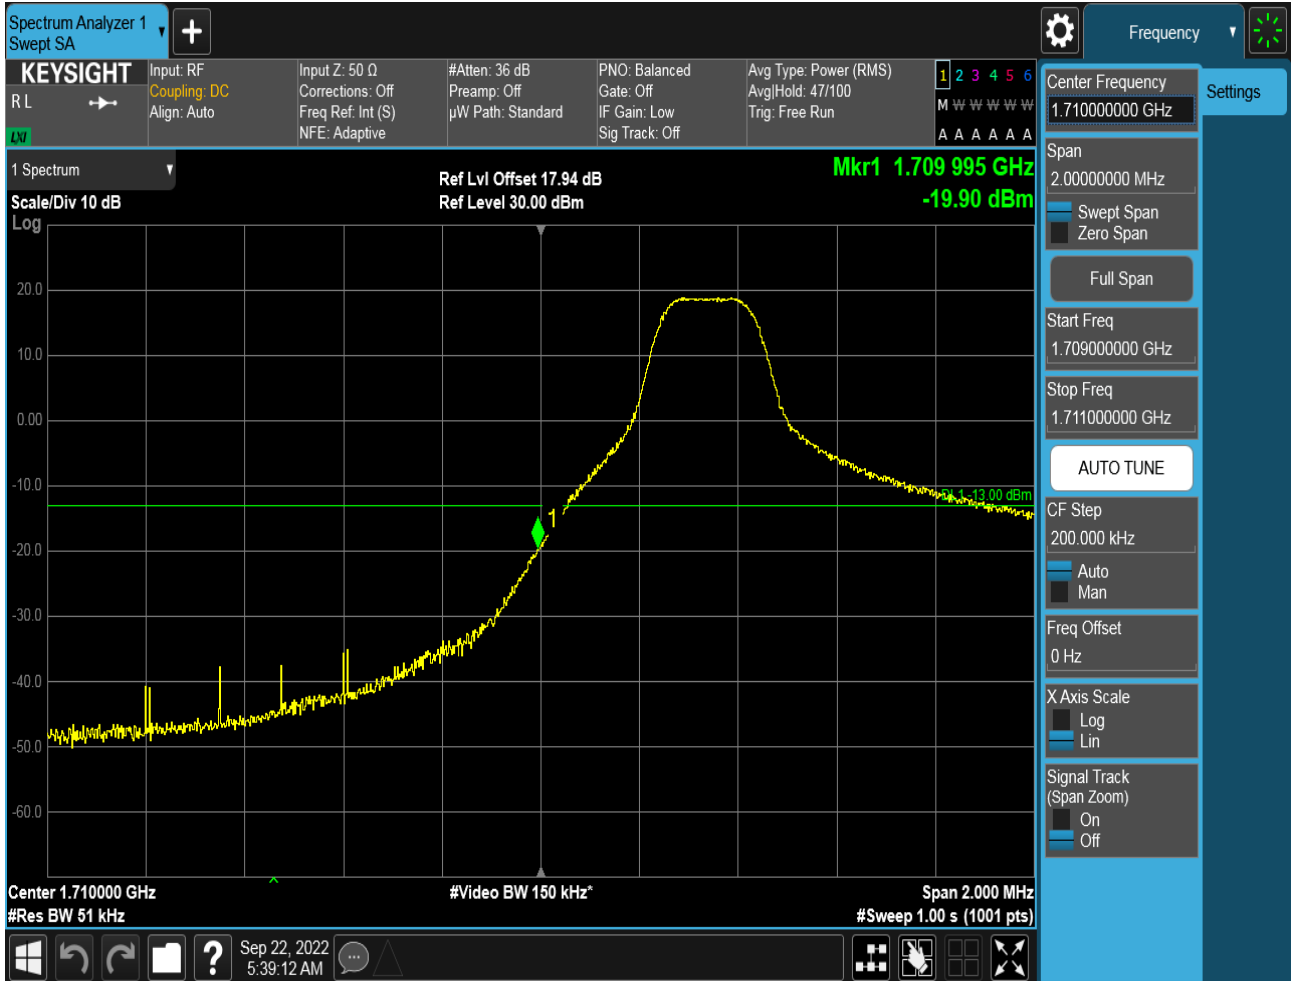 Spectrum Analyzer 1
Swept SA
Frequency
KEYSIGHT
R L
LXI
Input: RF
Coupling: DC
Align: Auto
Input Z: 50 Ω
Corrections: Off
Freq Ref: Int (S)
NFE: Adaptive
#Atten: 36 dB
Preamp: Off
µW Path: Standard
PNO: Balanced
Gate: Off
IF Gain: Low
Sig Track: Off
Avg Type: Power (RMS)
Avg|Hold: 47/100
Trig: Free Run
1 2 3 4 5 6
M W W W W W
A A A A A A
1 Spectrum
Scale/Div 10 dB
Log
Ref Lvl Offset 17.94 dB
Ref Level 30.00 dBm
Mkr1 1.709 995 GHz
-19.90 dBm
20.0
10.0
0.00
-10.0
-20.0
-30.0
-40.0
-50.0
-60.0
DL1 -13.00 dBm
1
Center 1.710000 GHz
#Res BW 51 kHz
#Video BW 150 kHz*
Span 2.000 MHz
#Sweep 1.00 s (1001 pts)
Sep 22, 2022
5:39:12 AM
Center Frequency
1.710000000 GHz
Settings
Span
2.00000000 MHz
Swept Span
Zero Span
Full Span
Start Freq
1.709000000 GHz
Stop Freq
1.711000000 GHz
AUTO TUNE
CF Step
200.000 kHz
Auto
Man
Freq Offset
0 Hz
X Axis Scale
Log
Lin
Signal Track
(Span Zoom)
On
Off